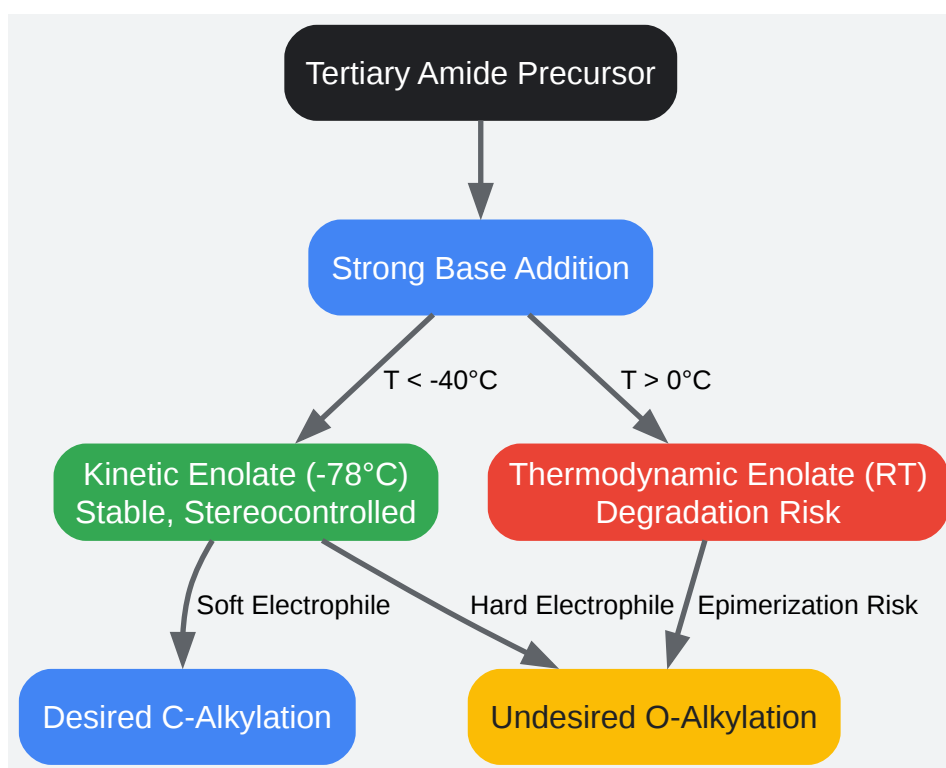 Tertiary Amide Precursor
Strong Base Addition
T < -40°C
T > 0°C
Kinetic Enolate (-78°C)
Stable, Stereocontrolled
Thermodynamic Enolate (RT)
Degradation Risk
Soft Electrophile
Hard Electrophile
Epimerization Risk
Desired C-Alkylation
Undesired O-Alkylation